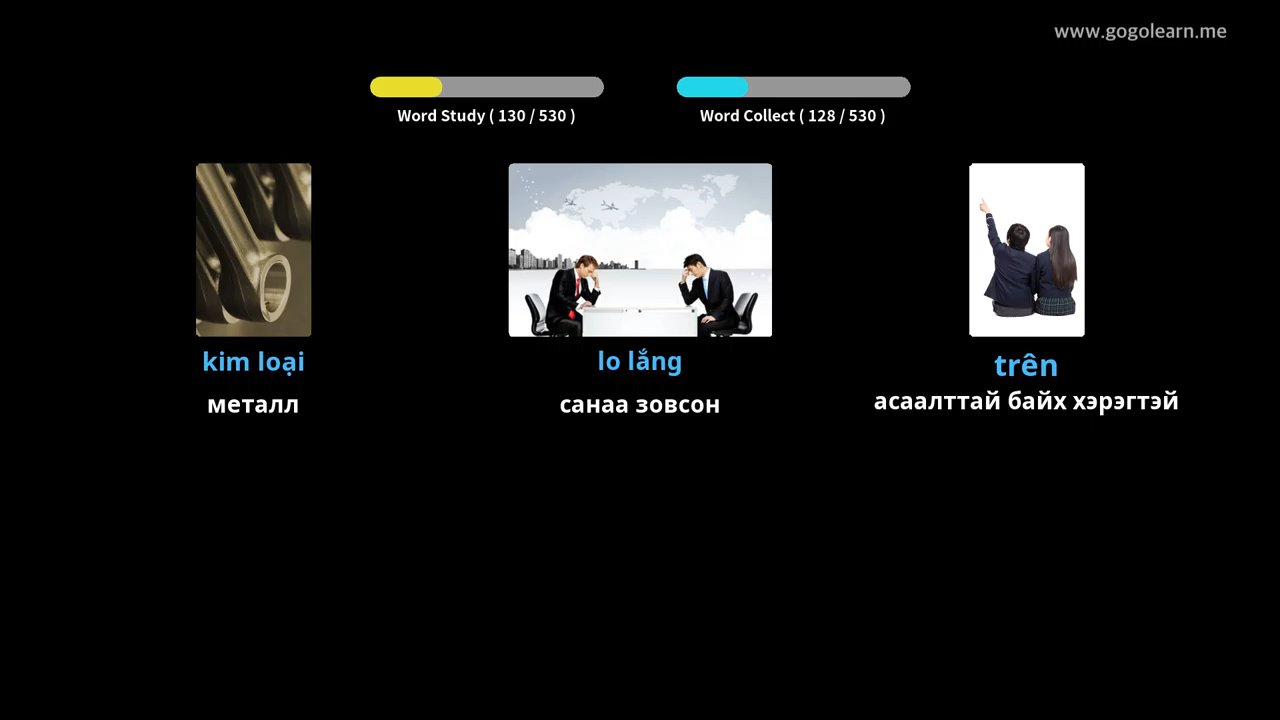 www.gogolearn.me
Word Study ( 130 / 530 )
Word Collect ( 128 / 530 )
kim loại
металл
lo lắng
санаа зовсон
trên
асаалттай байх хэрэгтэй